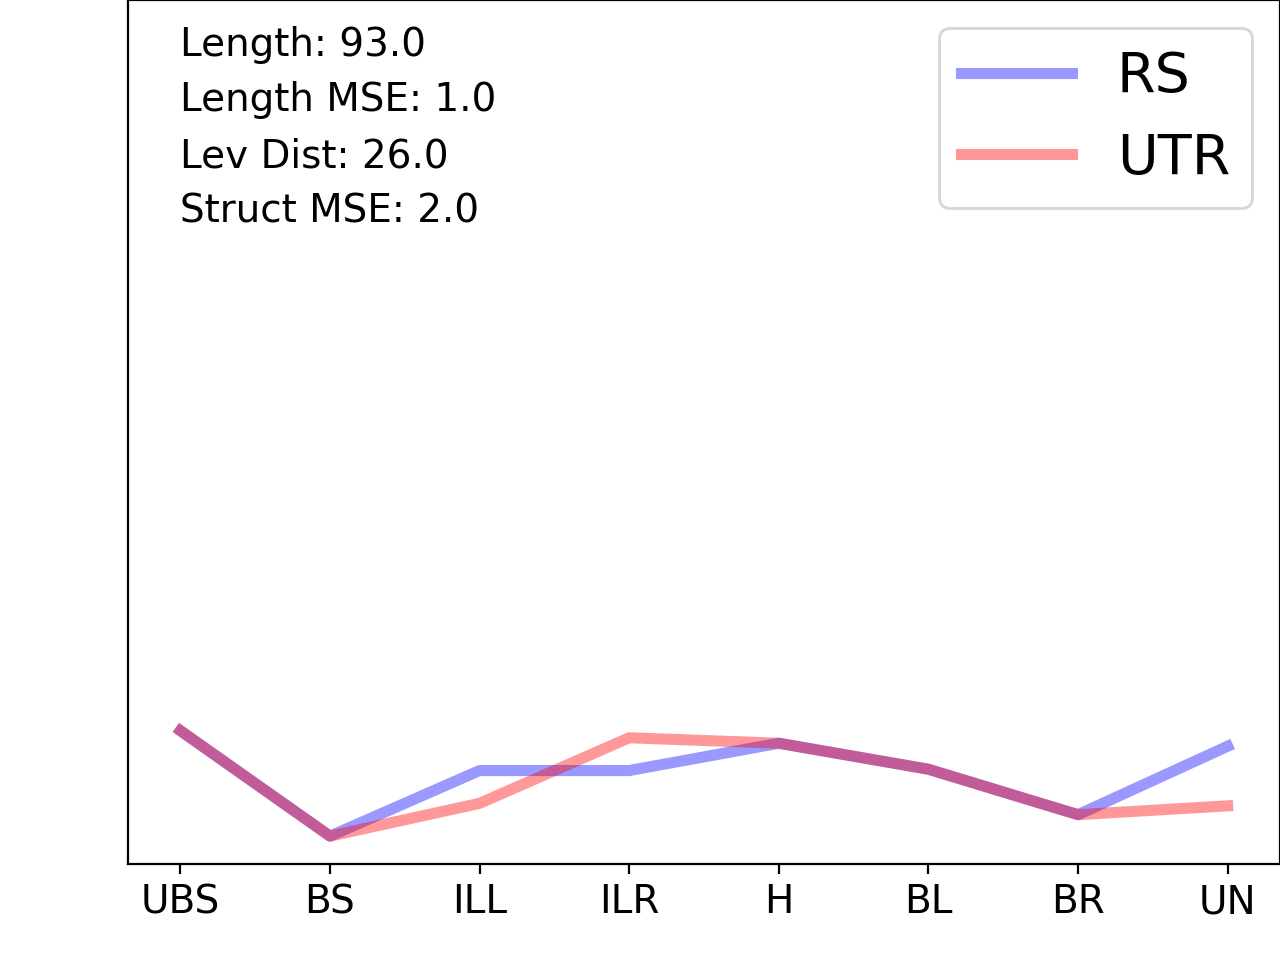 Length: 93.0
Length MSE: 1.0
Lev Dist: 26.0
Struct MSE: 2.0
RS
UTR
UBS BS ILL ILR H BL BR UN